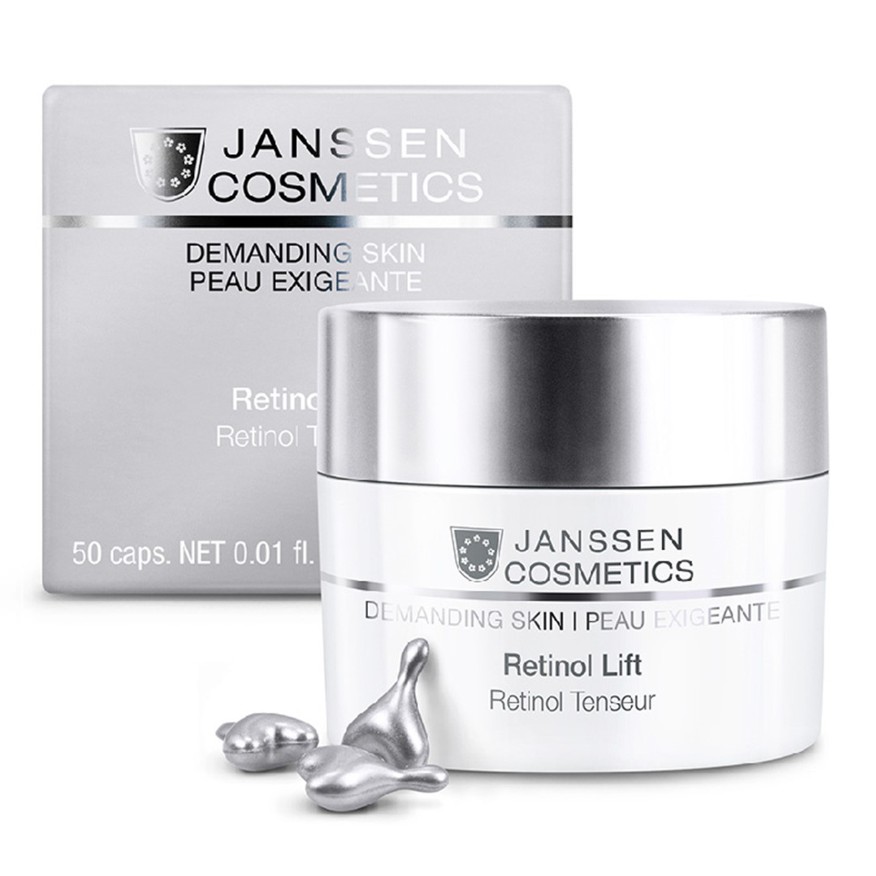 JANSSEN
COSMETICS
DEMANDING SKIN
PEAU EXIGEANTE
Retinol
Retinol
50 caps. NET 0.01 fl.
JANSSEN
COSMETICS
DEMANDING SKIN | PEAU EXIGEANTE
Retinol Lift
Retinol Tenseur